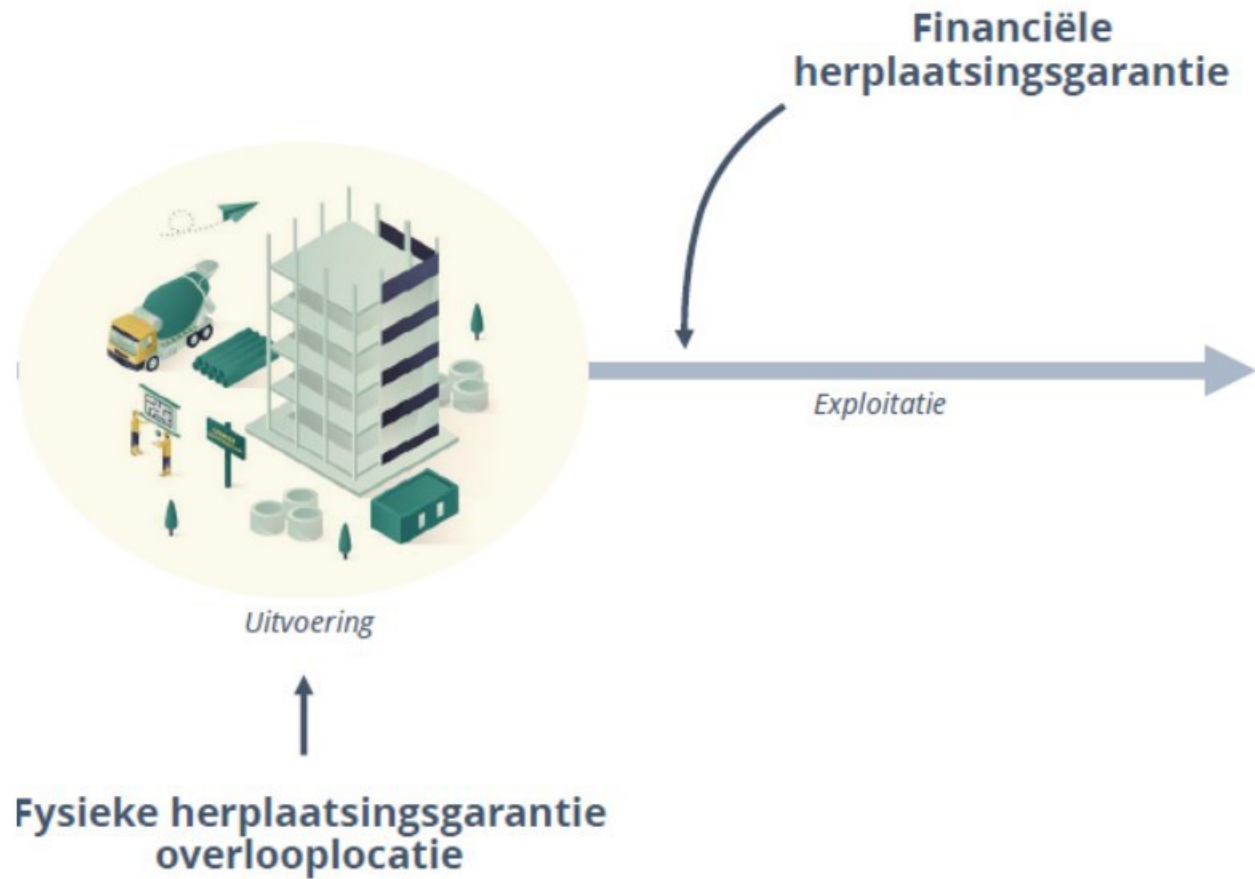 Financiële
herplaatsingsgarantie
Exploitatie
Uitvoering
Fysieke herplaatsingsgarantie
overlooplocatie